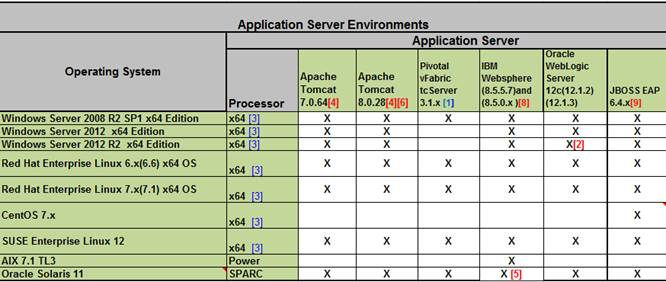 Application Server Environments
Application Server
Operating System
Processor
Apache Tomcat 7.0.64[4]
Apache Tomcat 8.0.28[4][6]
Pivotal vFabric tcServer 3.1.x [1]
IBM Websphere (8.5.5.7)and (8.5.0.x )[8]
Oracle WebLogic Server 12c(12.1.2) (12.1.3)
JBOSS EAP 6.4.x[9]
Windows Server 2008 R2 SP1 x64 Edition x64 [3] X X X X X X
Windows Server 2012 x64 Edition x64 [3] X X X X X X
Windows Server 2012 R2 x64 Edition x64 [3] X X X X X[2] X
Red Hat Enterprise Linux 6.x(6.6) x64 OS x64 [3] X X X X X X
Red Hat Enterprise Linux 7.x(7.1) x64 OS x64 [3] X X X X X X
CentOS 7.x x64 [3] X
SUSE Enterprise Linux 12 x64 [3] X X X X X X
AIX 7.1 TL3 Power X
Oracle Solaris 11 SPARC X X X X [5] X X